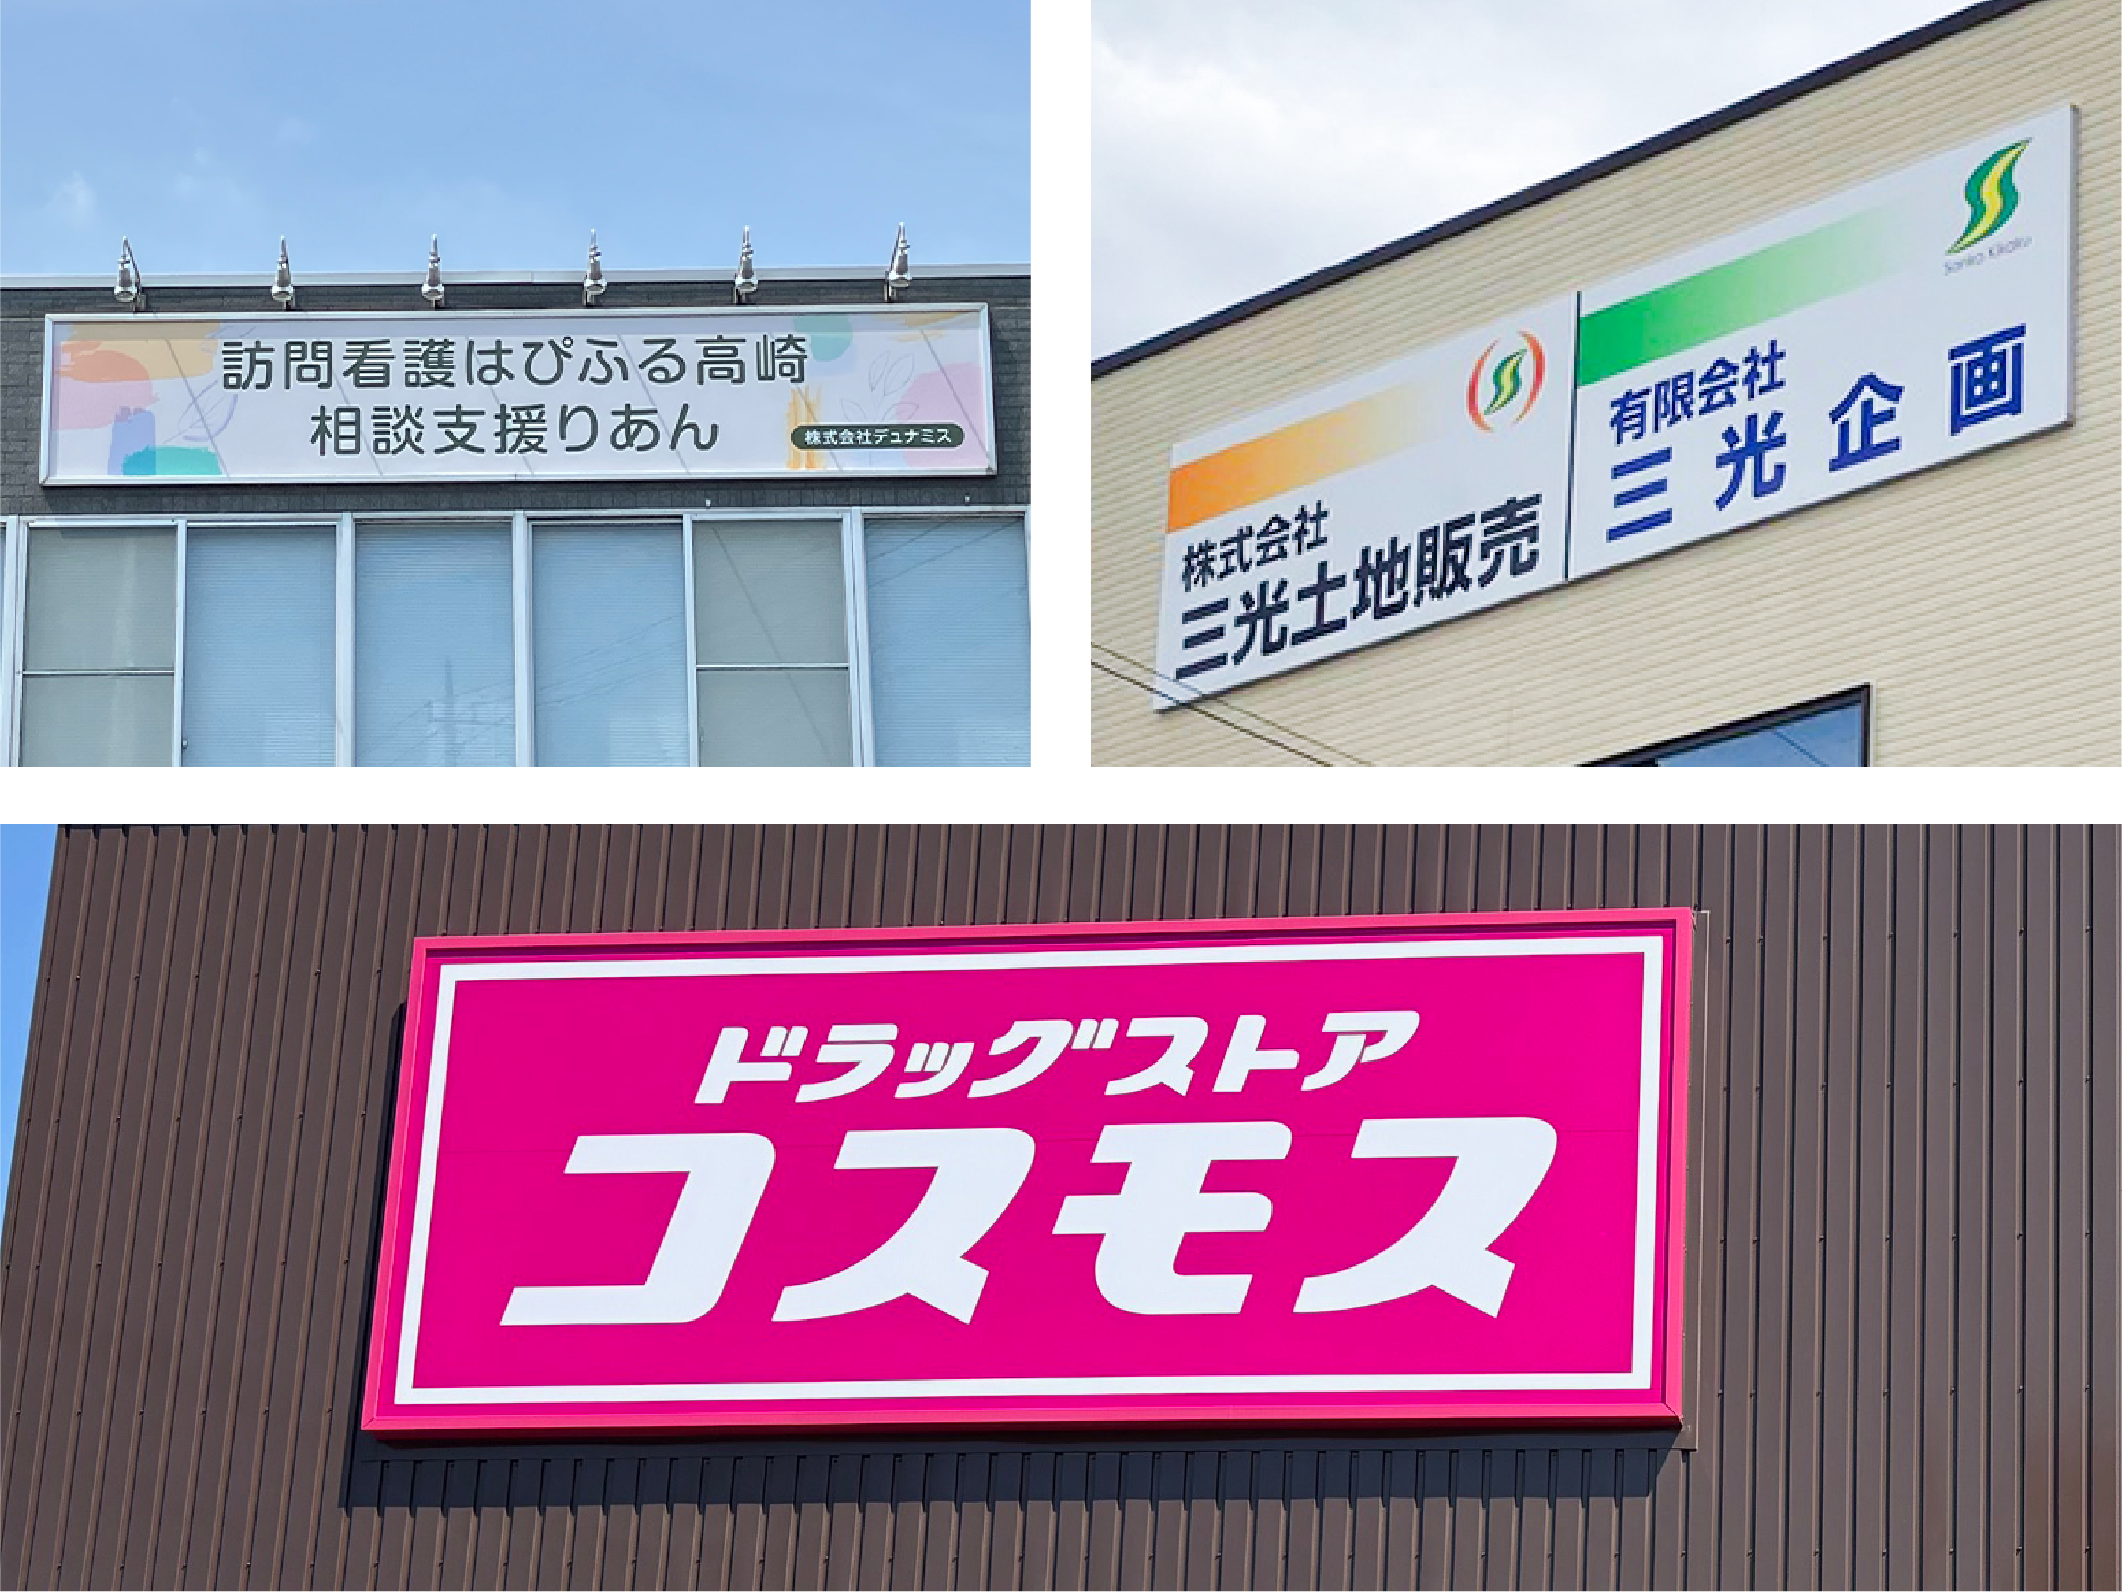 訪問看護はぴふる高崎
相談支援りあん
株式会社デュナミス
株式会社
三光土地販売
Sanko Kikaku
有限会社
三光企画
ドラッグストア
コスモス